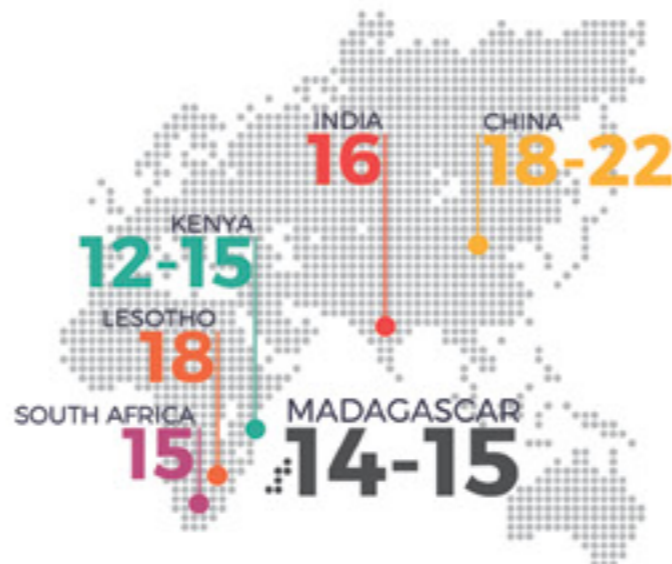 INDIA
16
CHINA
18-22
KENYA
12-15
LESOTHO
18
SOUTH AFRICA
15
MADAGASCAR
14-15